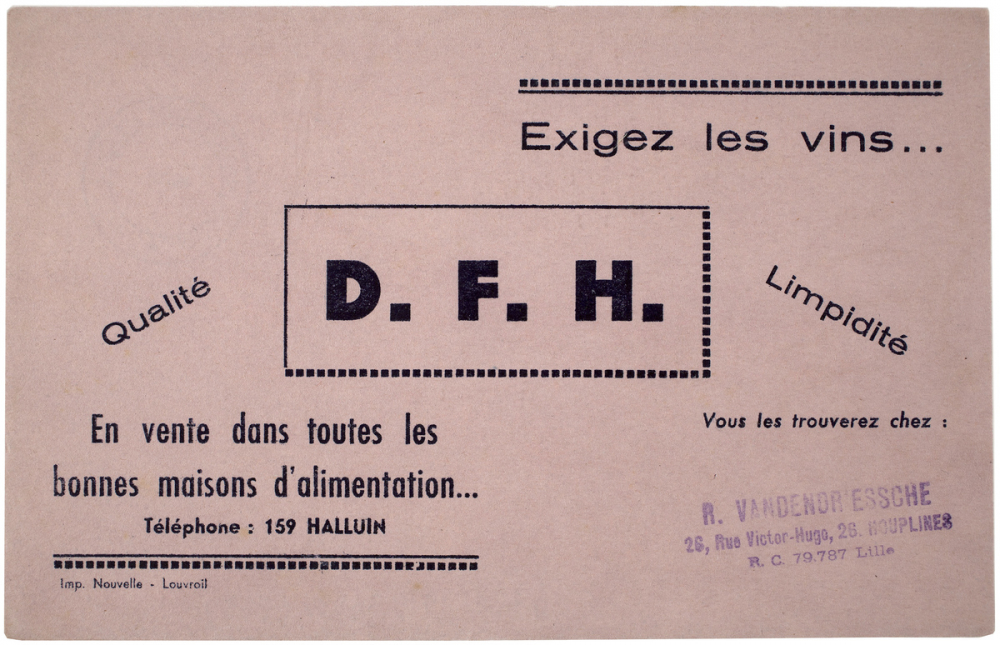 Exigez les vins...
D. F. H.
Qualité
Limpidité
En vente dans toutes les
bonnes maisons d'alimentation...
Téléphone : 159 HALLUIN
Imp. Nouvelle - Louvroil
Vous les trouverez chez :
R. VANDENDRIESSCHE
26, Rue Victor-Hugo, 26. HOUPLINES
R. C. 79.787 Lille